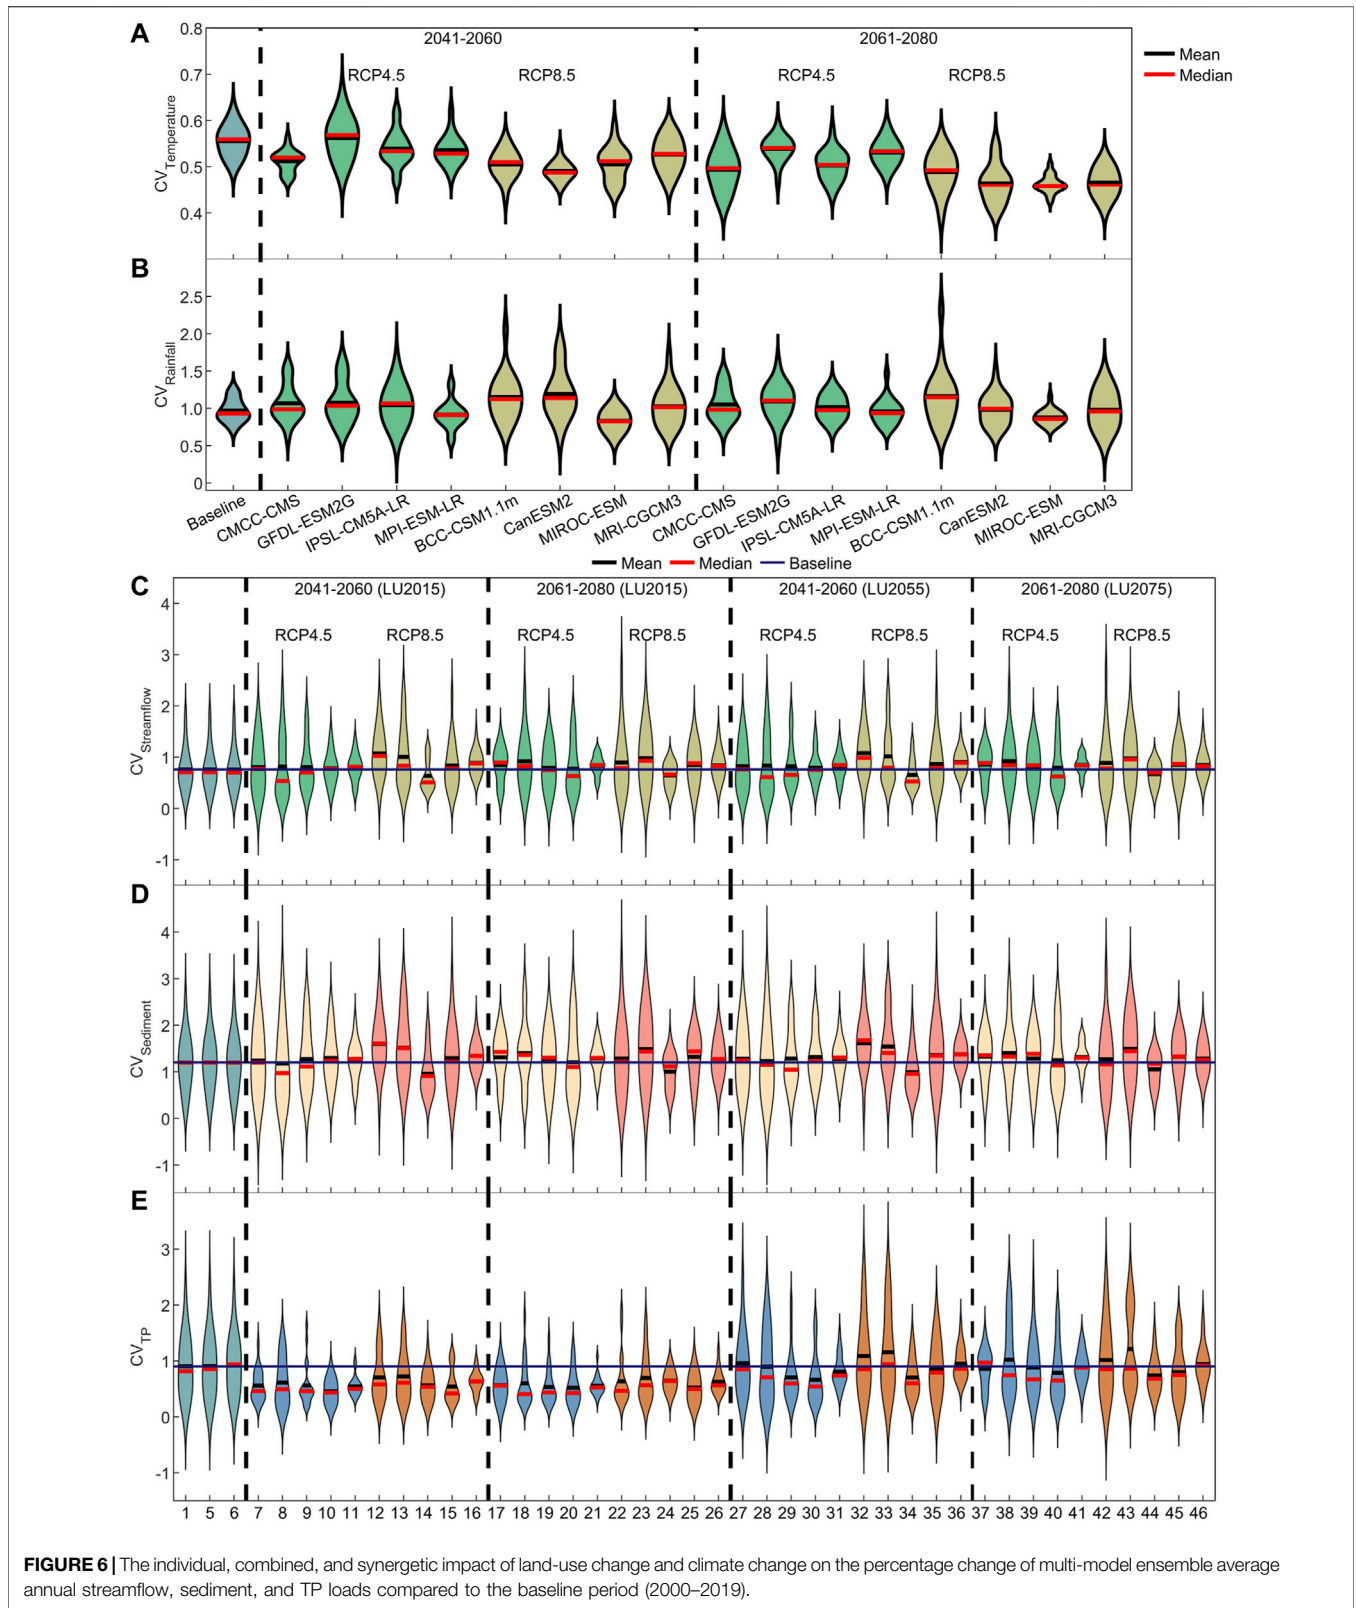 A
0.8
0.7
0.6
0.5
0.4
CV Temperature
2041-2060
2061-2080
RCP4.5
RCP8.5
RCP4.5
RCP8.5
Mean
Median
B
2.5
2.0
1.5
1.0
0.5
0
CV Rainfall
Baseline
CMCC-CMS
GFDL-ESM2G
IPSL-CM5A-LR
MPI-ESM-LR
BCC-CSM1.1m
CanESM2
MIROC-ESM
MRI-CGCM3
CMCC-CMS
GFDL-ESM2G
IPSL-CM5A-LR
MPI-ESM-LR
BCC-CSM1.1m
CanESM2
MIROC-ESM
MRI-CGCM3
Mean Median Baseline
C
2041-2060 (LU2015)
2061-2080 (LU2015)
2041-2060 (LU2055)
2061-2080 (LU2075)
RCP4.5
RCP8.5
RCP4.5
RCP8.5
RCP4.5
RCP8.5
RCP4.5
RCP8.5
4
3
2
1
0
-1
CV Streamflow
D
4
3
2
1
0
-1
CV Sediment
E
3
2
1
0
-1
CV TP
1 5 6 7 8 9 10 11 12 13 14 15 16 17 18 19 20 21 22 23 24 25 26 27 28 29 30 31 32 33 34 35 36 37 38 39 40 41 42 43 44 45 46
FIGURE 6 | The individual, combined, and synergetic impact of land-use change and climate change on the percentage change of multi-model ensemble average
annual streamflow, sediment, and TP loads compared to the baseline period (2000–2019).